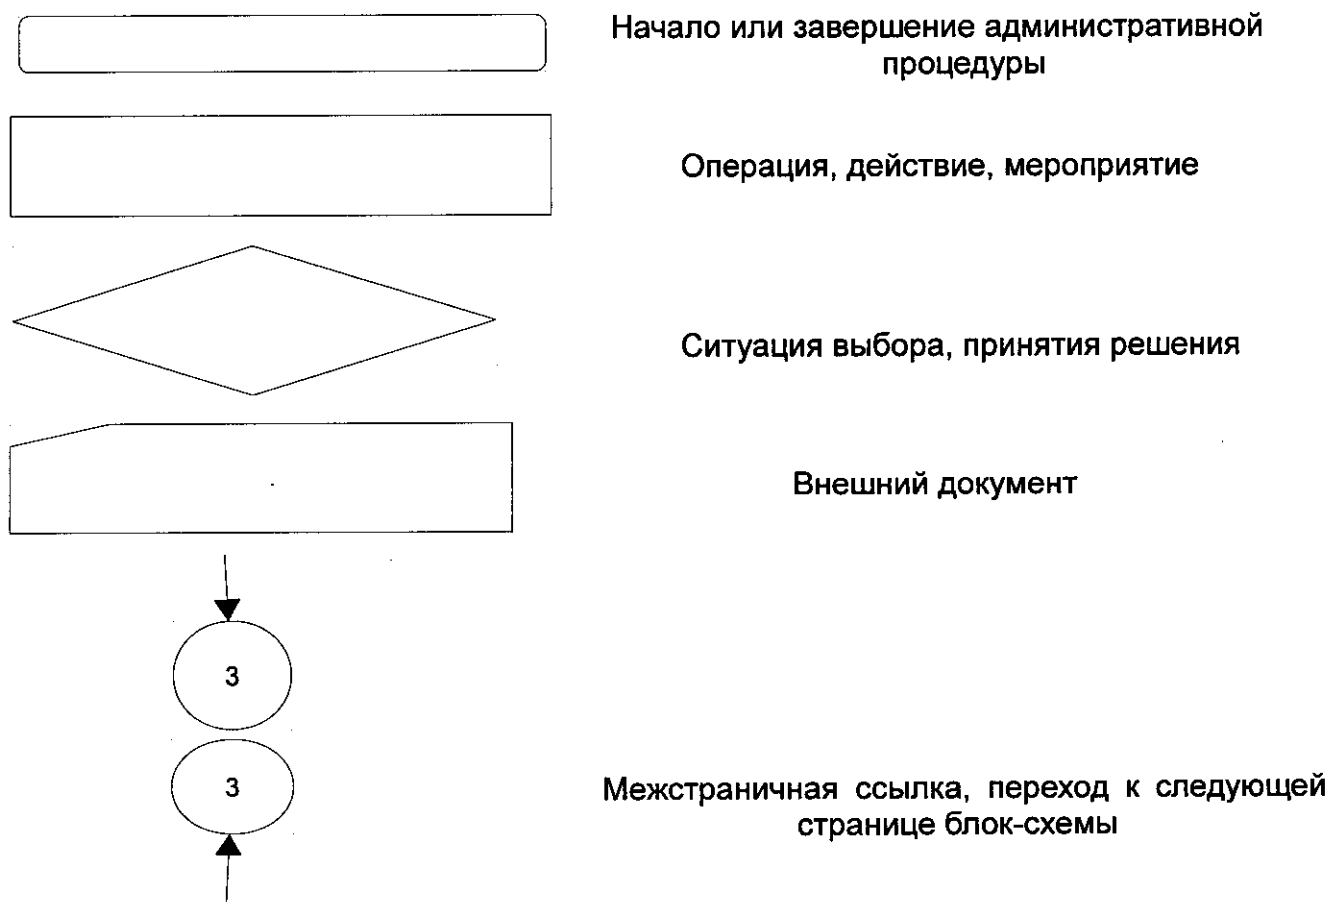 Начало или завершение административной
процедуры
Операция, действие, мероприятие
Ситуация выбора, принятия решения
Внешний документ
3
3
Межстраничная ссылка, переход к следующей
странице блок-схемы